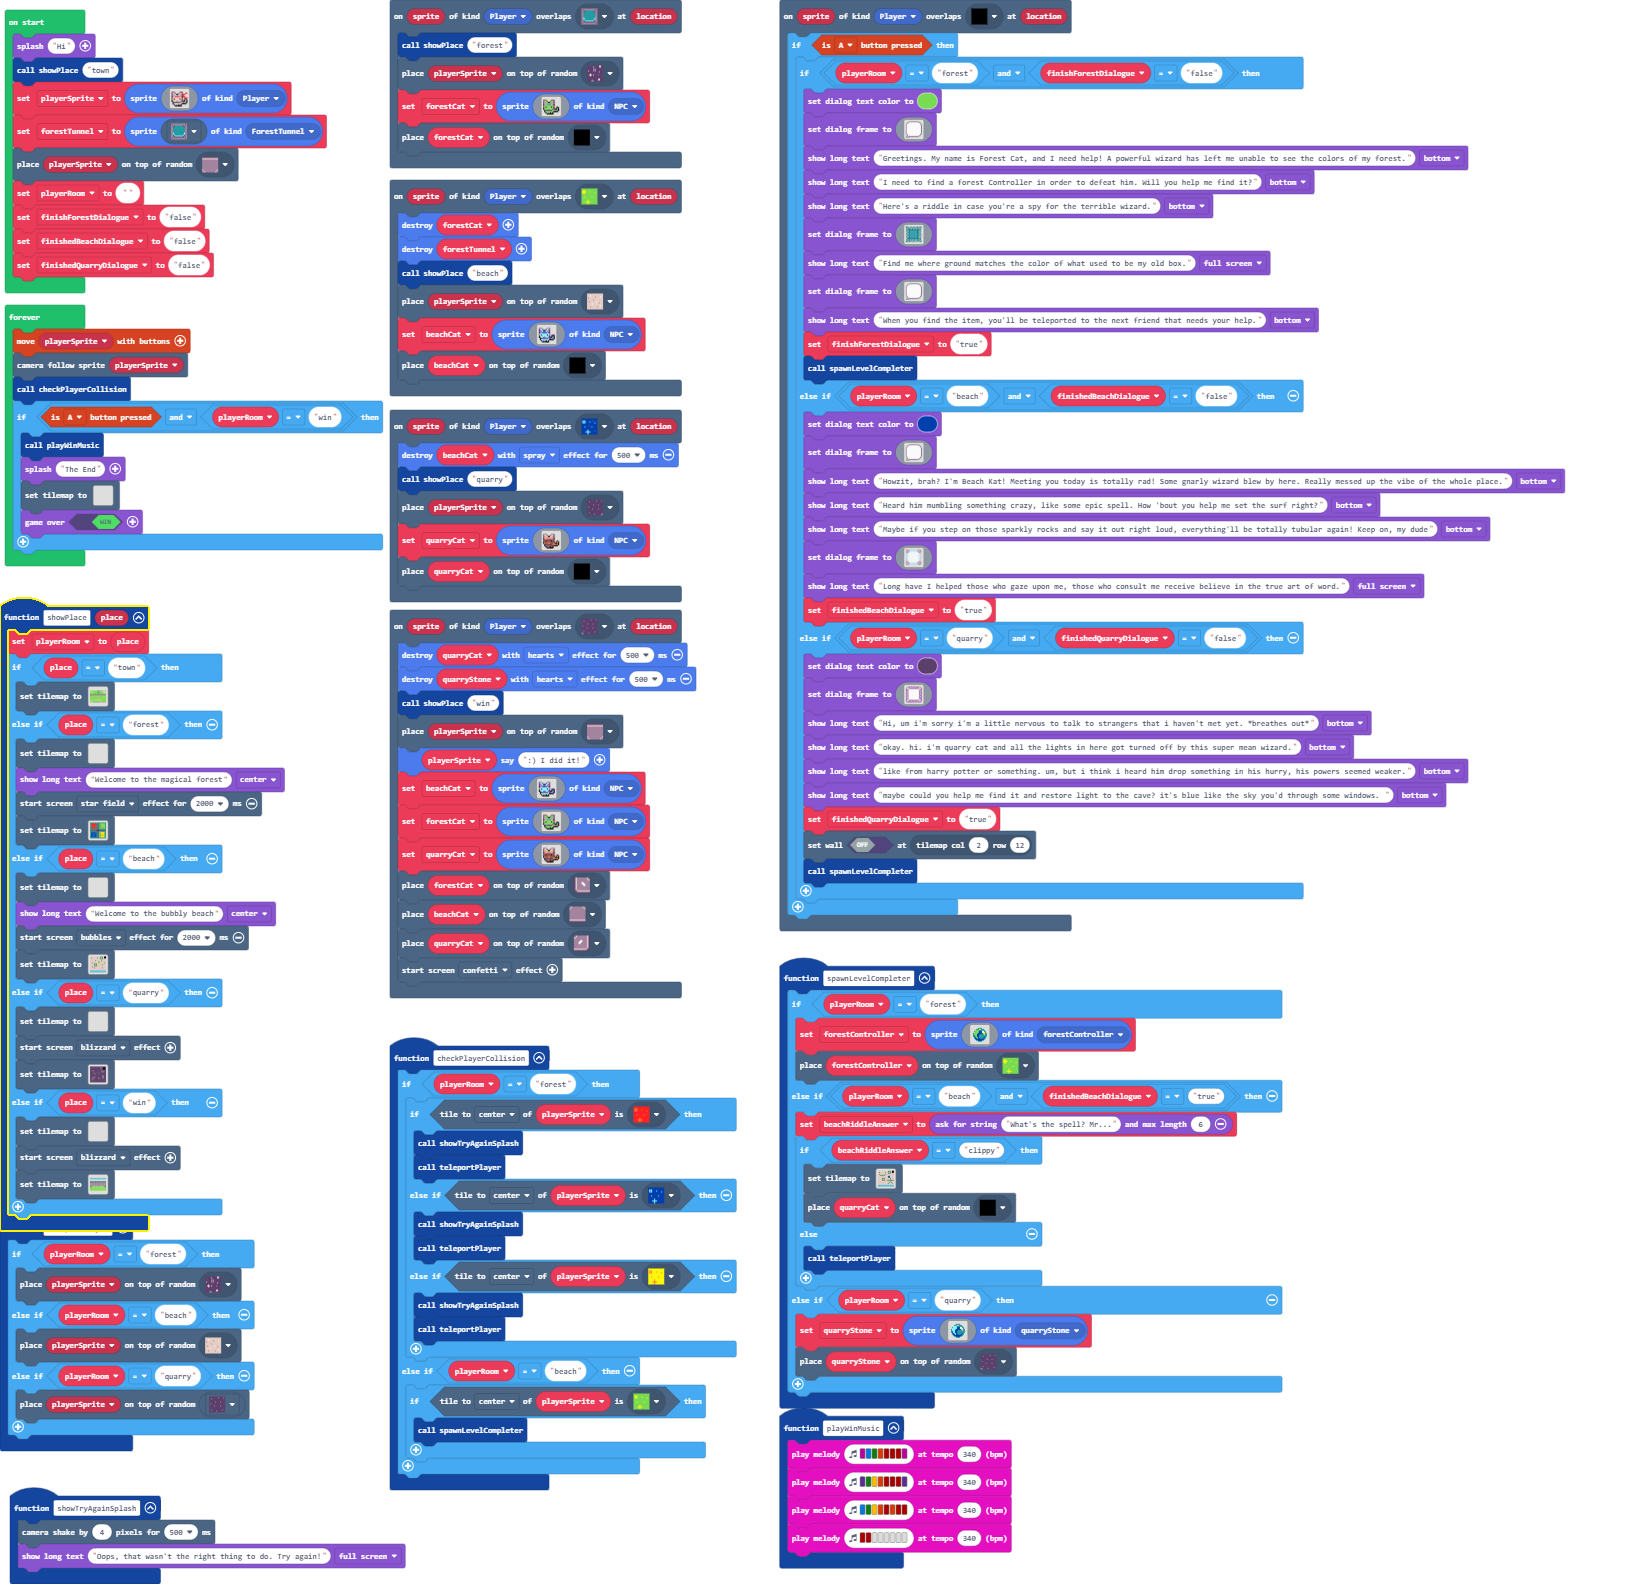 on start
splash "Hi"
call showPlace "town"
set playerSprite to sprite of kind Player
set forestTunnel to sprite of kind ForestTunnel
place playerSprite on top of random
set playerRoom to " "
set finishForestDialogue to "false"
set finishedBeachDialogue to "false"
set finishedQuarryDialogue to "false"
forever
move playerSprite with buttons
camera follow sprite playerSprite
call checkPlayerCollision
if is A button pressed and playerRoom = "win" then
call playWinMusic
splash "The End"
set tilemap to
game over WIN
function showPlace place
set playerRoom to place
if place = "town" then
set tilemap to
else if place = "forest" then
set tilemap to
show long text "Welcome to the magical forest" center
start screen star field effect for 2000 ms
set tilemap to
else if place = "beach" then
set tilemap to
show long text "Welcome to the bubbly beach" center
start screen bubbles effect for 2000 ms
set tilemap to
else if place = "quarry" then
set tilemap to
start screen blizzard effect
set tilemap to
else if place = "win" then
set tilemap to
start screen blizzard effect
set tilemap to
if playerRoom = "forest" then
place playerSprite on top of random
else if playerRoom = "beach" then
place playerSprite on top of random
else if playerRoom = "quarry" then
place playerSprite on top of random
function showTryAgainSplash
camera shake by 4 pixels for 500 ms
show long text "Oops, that wasn't the right thing to do. Try again!" full screen
on sprite of kind Player overlaps at location
call showPlace "forest"
place playerSprite on top of random
set forestCat to sprite of kind NPC
place forestCat on top of random
on sprite of kind Player overlaps at location
destroy forestCat
destroy forestTunnel
call showPlace "beach"
place playerSprite on top of random
set beachCat to sprite of kind NPC
place beachCat on top of random
on sprite of kind Player overlaps at location
destroy beachCat with spray effect for 500 ms
call showPlace "quarry"
place playerSprite on top of random
set quarryCat to sprite of kind NPC
place quarryCat on top of random
on sprite of kind Player overlaps at location
destroy quarryCat with hearts effect for 500 ms
destroy quarryStone with hearts effect for 500 ms
call showPlace "win"
place playerSprite on top of random
playerSprite say ":) I did it!"
set beachCat to sprite of kind NPC
set forestCat to sprite of kind NPC
set quarryCat to sprite of kind NPC
place forestCat on top of random
place beachCat on top of random
place quarryCat on top of random
start screen confetti effect
function checkPlayerCollision
if playerRoom = "forest" then
if tile to center of playerSprite is then
call showTryAgainSplash
call teleportPlayer
else if tile to center of playerSprite is then
call showTryAgainSplash
call teleportPlayer
else if tile to center of playerSprite is then
call showTryAgainSplash
call teleportPlayer
else if playerRoom = "beach" then
if tile to center of playerSprite is then
call spawnLevelCompleter
on sprite of kind Player overlaps at location
if is A button pressed then
if playerRoom = "forest" and finishForestDialogue = "false" then
set dialog text color to
set dialog frame to
show long text "Greetings. My name is Forest Cat, and I need help! A powerful wizard has left me unable to see the colors of my forest." bottom
show long text "I need to find a forest Controller in order to defeat him. Will you help me find it?" bottom
show long text "Here's a riddle in case you're a spy for the terrible wizard." bottom
set dialog frame to
show long text "Find me where ground matches the color of what used to be my old box." full screen
set dialog frame to
show long text "When you find the item, you'll be teleported to the next friend that needs your help." bottom
set finishForestDialogue to "true"
call spawnLevelCompleter
else if playerRoom = "beach" and finishedBeachDialogue = "false" then
set dialog text color to
set dialog frame to
show long text "Howzit, brah? I'm Beach Kat! Meeting you today is totally rad! Some gnarly wizard blew by here. Really messed up the vibe of the whole place." bottom
show long text "Heard him mumbling something crazy, like some epic spell. How 'bout you help me set the surf right?" bottom
show long text "Maybe if you step on those sparkly rocks and say it out right loud, everything'll be totally tubular again! Keep on, my dude" bottom
set dialog frame to
show long text "Long have I helped those who gaze upon me, those who consult me receive believe in the true art of word." full screen
set finishedBeachDialogue to "true"
else if playerRoom = "quarry" and finishedQuarryDialogue = "false" then
set dialog text color to
set dialog frame to
show long text "Hi, um i'm sorry i'm a little nervous to talk to strangers that i haven't met yet. *breathes out*" bottom
show long text "okay. hi. i'm quarry cat and all the lights in here got turned off by this super mean wizard." bottom
show long text "like from harry potter or something. um, but i think i heard him drop something in his hurry, his powers seemed weaker." bottom
show long text "maybe could you help me find it and restore light to the cave? it's blue like the sky you'd through some windows. " bottom
set finishedQuarryDialogue to "true"
set wall OFF at tilemap col 2 row 12
call spawnLevelCompleter
function spawnLevelCompleter
if playerRoom = "forest" then
set forestController to sprite of kind forestController
place forestController on top of random
else if playerRoom = "beach" and finishedBeachDialogue = "true" then
set beachRiddleAnswer to ask for string "What's the spell? Mr..." and max length 6
if beachRiddleAnswer = "clippy" then
set tilemap to
place quarryCat on top of random
else
call teleportPlayer
else if playerRoom = "quarry" then
set quarryStone to sprite of kind quarryStone
place quarryStone on top of random
function playWinMusic
play melody at tempo 340 (bpm)
play melody at tempo 340 (bpm)
play melody at tempo 340 (bpm)
play melody at tempo 340 (bpm)